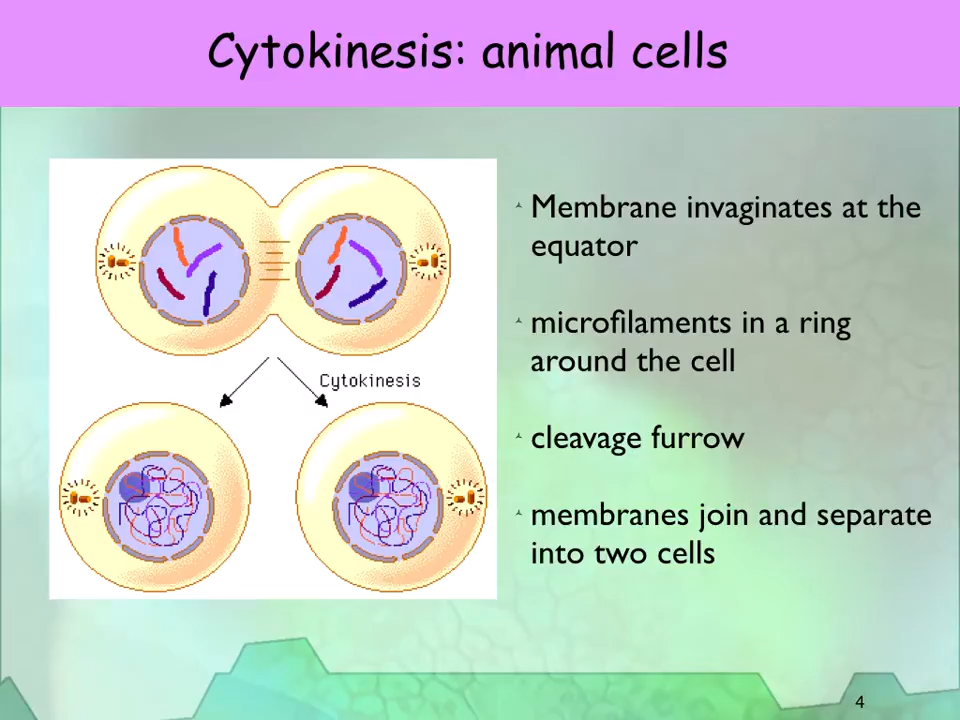 Cytokinesis: animal cells
Membrane invaginates at the
equator
microfilaments in a ring
around the cell
cleavage furrow
membranes join and separate
into two cells
Cytokinesis
4